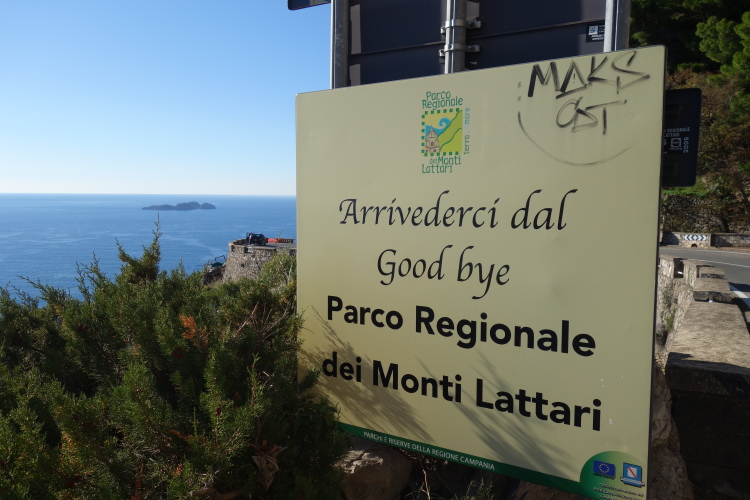 MAKS
OST
Parco
Regionale
terra mare
dei Monti
Lattari
Arrivederci dal
Good bye
Parco Regionale
dei Monti Lattari
PARCHI E RISERVE DELLA REGIONE CAMPANIA